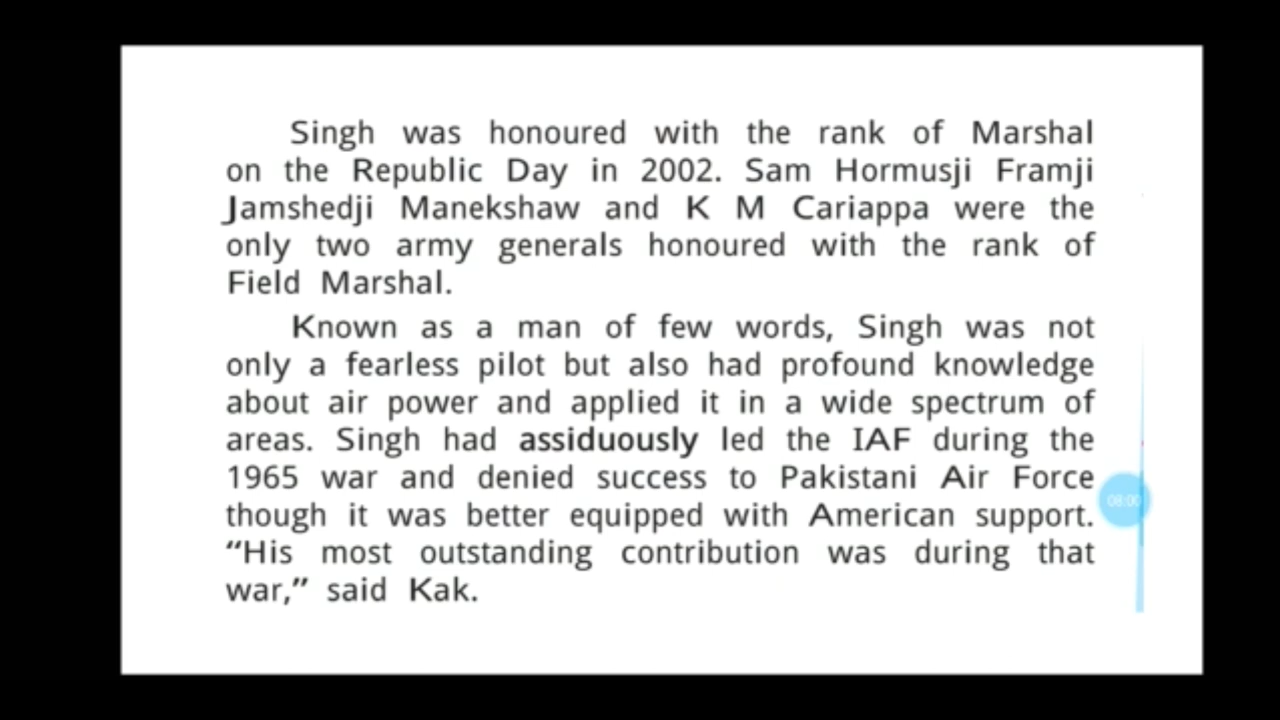 Singh was honoured with the rank of Marshal
on the Republic Day in 2002. Sam Hormusji Framji
Jamshedji Manekshaw and K M Cariappa were the
only two army generals honoured with the rank of
Field Marshal.
Known as a man of few words, Singh was not
only a fearless pilot but also had profound knowledge
about air power and applied it in a wide spectrum of
areas. Singh had assiduously led the IAF during the
1965 war and denied success to Pakistani Air Force
though it was better equipped with American support.
“His most outstanding contribution was during that
war,” said Kak.
08:00